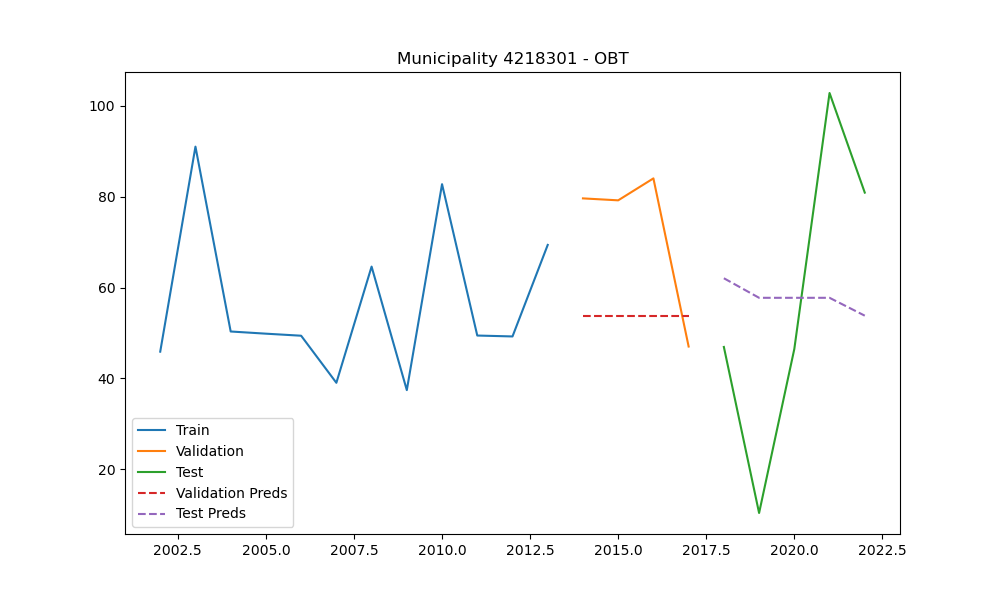 Municipality 4218301 - OBT
100
80
60
40
20
Train
Validation
Test
Validation Preds
Test Preds
2002.5 2005.0 2007.5 2010.0 2012.5 2015.0 2017.5 2020.0 2022.5